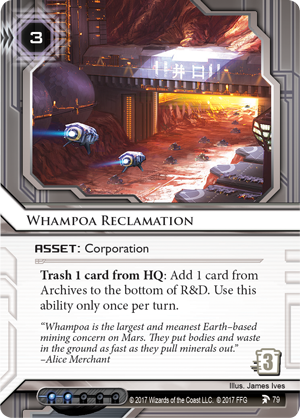 3
井口
WHAMPOA RECLAMATION
ASSET: Corporation
Trash 1 card from HQ: Add 1 card from
Archives to the bottom of R&D. Use this
ability only once per turn.
“Whampoa is the largest and meanest Earth–based
mining concern on Mars. They put bodies and waste
in the ground as fast as they pull minerals out.”
–Alice Merchant
3
Illus. James Ives
© 2017 Wizards of the Coast LLC. © 2017 FFG
79